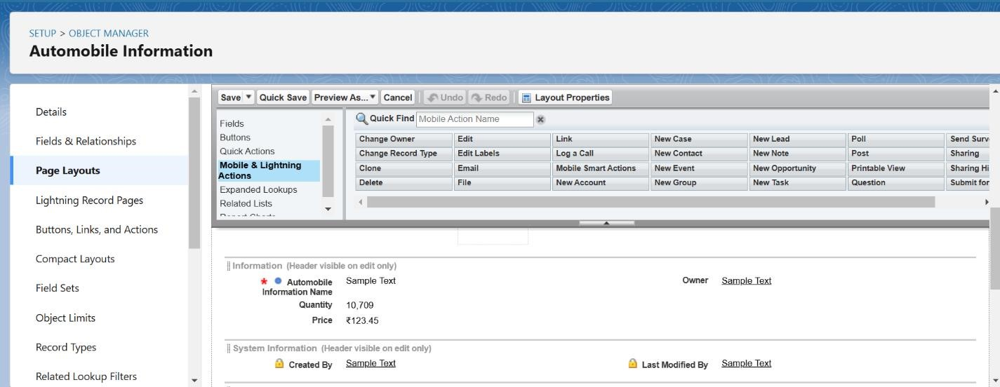 SETUP > OBJECT MANAGER
Automobile Information
Details
Fields & Relationships
Page Layouts
Lightning Record Pages
Buttons, Links, and Actions
Compact Layouts
Field Sets
Object Limits
Record Types
Related Lookup Filters
Save Quick Save Preview As... Cancel Undo Redo Layout Properties
Fields
Buttons
Quick Actions
Mobile & Lightning
Actions
Expanded Lookups
Related Lists
Quick Find Mobile Action Name
Change Owner Edit Link New Case New Lead Poll Send Surv
Change Record Type Edit Labels Log a Call New Contact New Note Post Sharing
Clone Email Mobile Smart Actions New Event New Opportunity Printable View Sharing Hi
Delete File New Account New Group New Task Question Submit for
Information (Header visible on edit only)
* Automobile Sample Text Owner Sample Text
Information Name
Quantity 10,709
Price ₹123.45
System Information (Header visible on edit only)
Created By Sample Text Last Modified By Sample Text